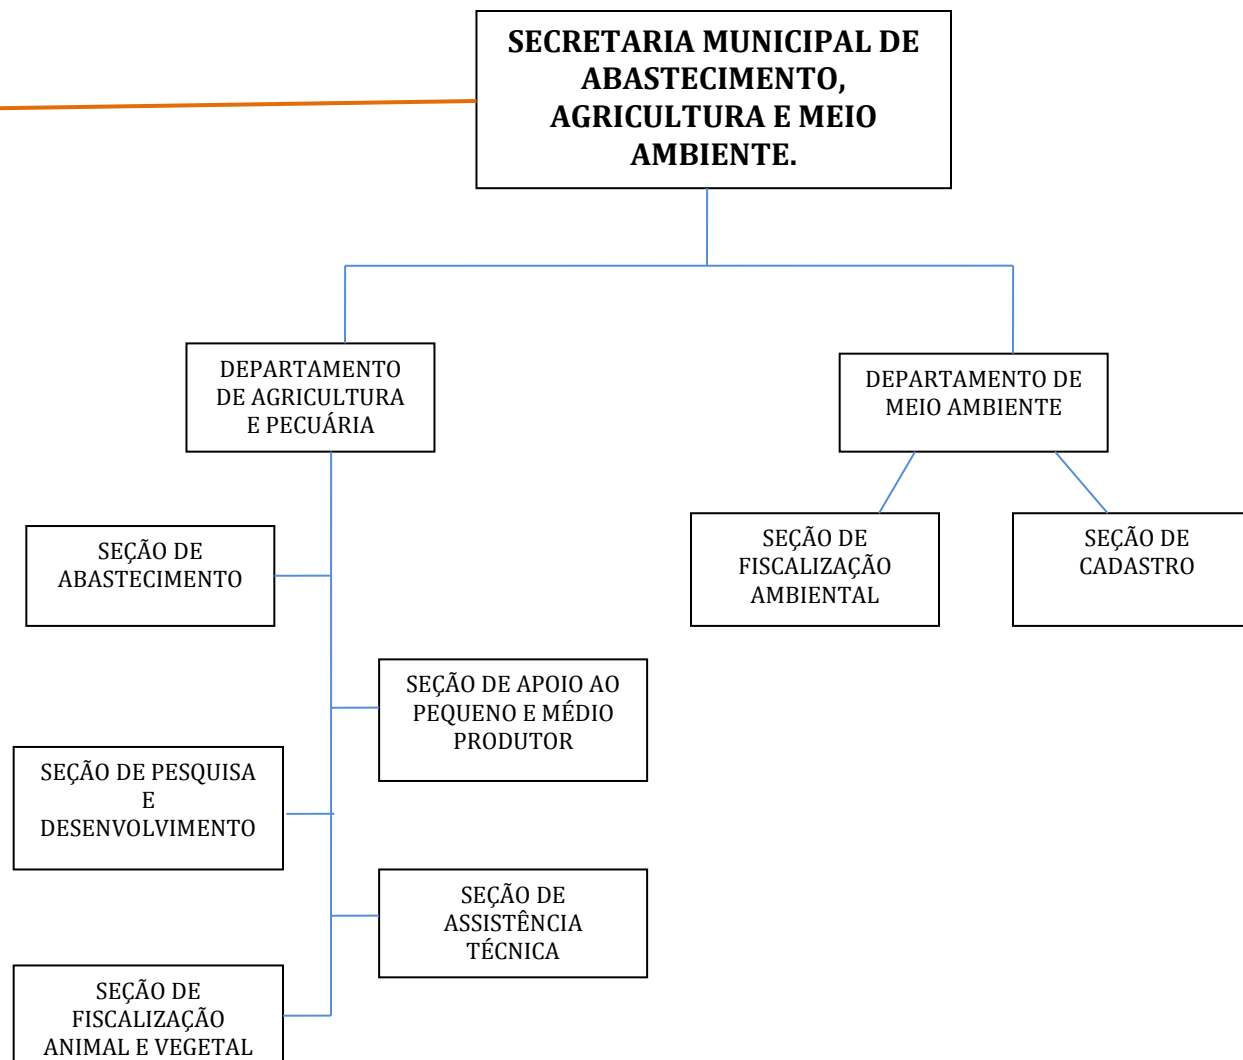 SECRETARIA MUNICIPAL DE
ABASTECIMENTO,
AGRICULTURA E MEIO
AMBIENTE.
DEPARTAMENTO
DE AGRICULTURA
E PECUÁRIA
DEPARTAMENTO DE
MEIO AMBIENTE
SEÇÃO DE
ABASTECIMENTO
SEÇÃO DE
FISCALIZAÇÃO
AMBIENTAL
SEÇÃO DE
CADASTRO
SEÇÃO DE APOIO AO
PEQUENO E MÉDIO
PRODUTOR
SEÇÃO DE PESQUISA
E
DESENVOLVIMENTO
SEÇÃO DE
ASSISTÊNCIA
TÉCNICA
SEÇÃO DE
FISCALIZAÇÃO
ANIMAL E VEGETAL